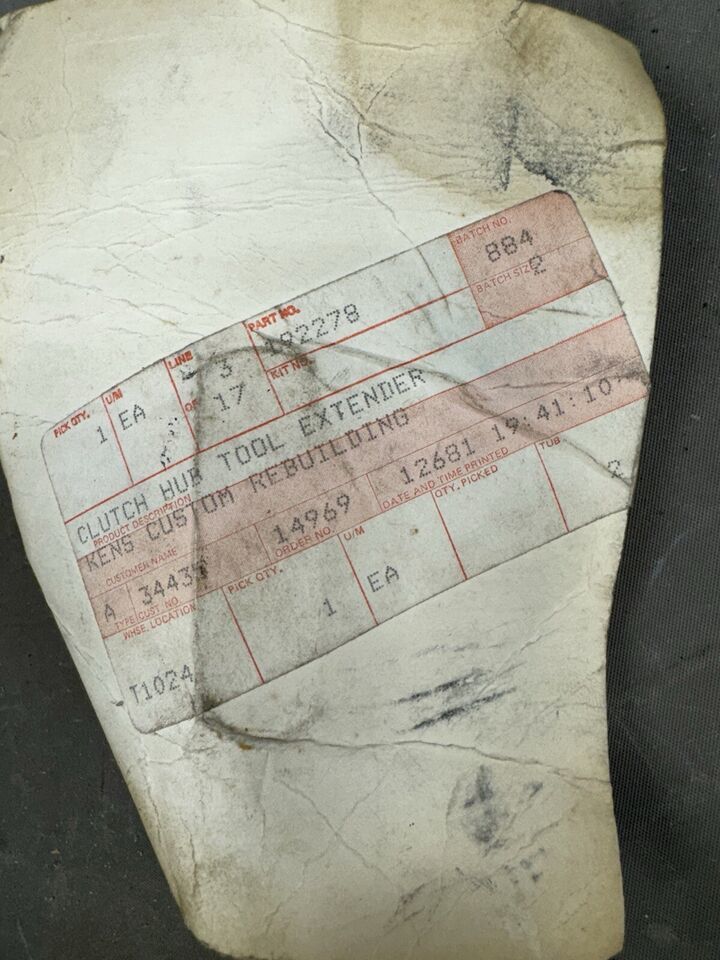 PICK QTY. 1
U/M EA
LINE 3
OF 17
PART NO.
KIT NO.
BATCH NO. 884
BATCH SIZE 2
CLUTCH HUB TOOL EXTENDER
PRODUCT DESCRIPTION
KENS CUSTOM REBUILDING
CUSTOMER NAME
14969
ORDER NO.
12681 19:41:10
DATE AND TIME PRINTED
A
TYPE CUST. NO.
PICK QTY. 1
U/M EA
QTY. PICKED
TUB 2
WHSE. LOCATION
T1024